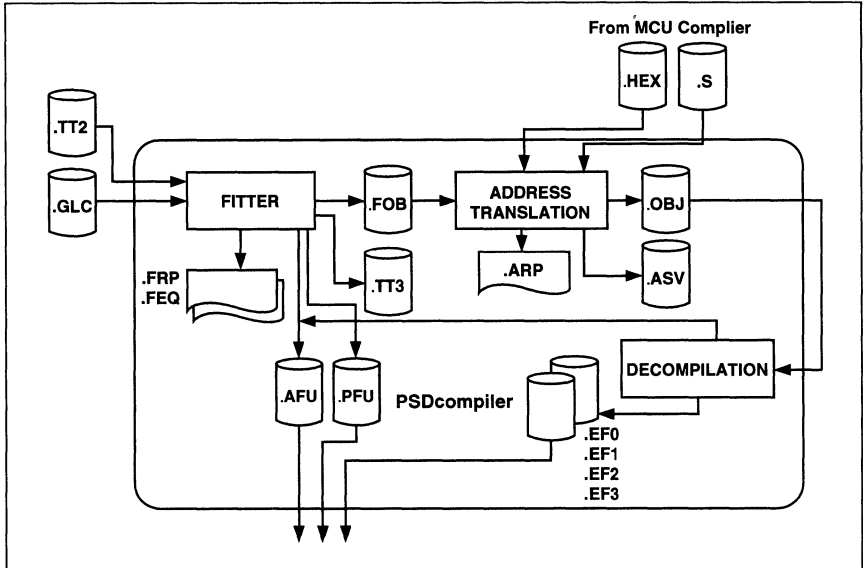 From MCU Complier
.HEX
.S
.TT2
.GLC
FITTER
.FOB
ADDRESS
TRANSLATION
.OBJ
.FRP
.FEQ
.TT3
.ARP
.ASV
DECOMPILATION
.AFU
.PFU
PSDcompiler
.EF0
.EF1
.EF2
.EF3